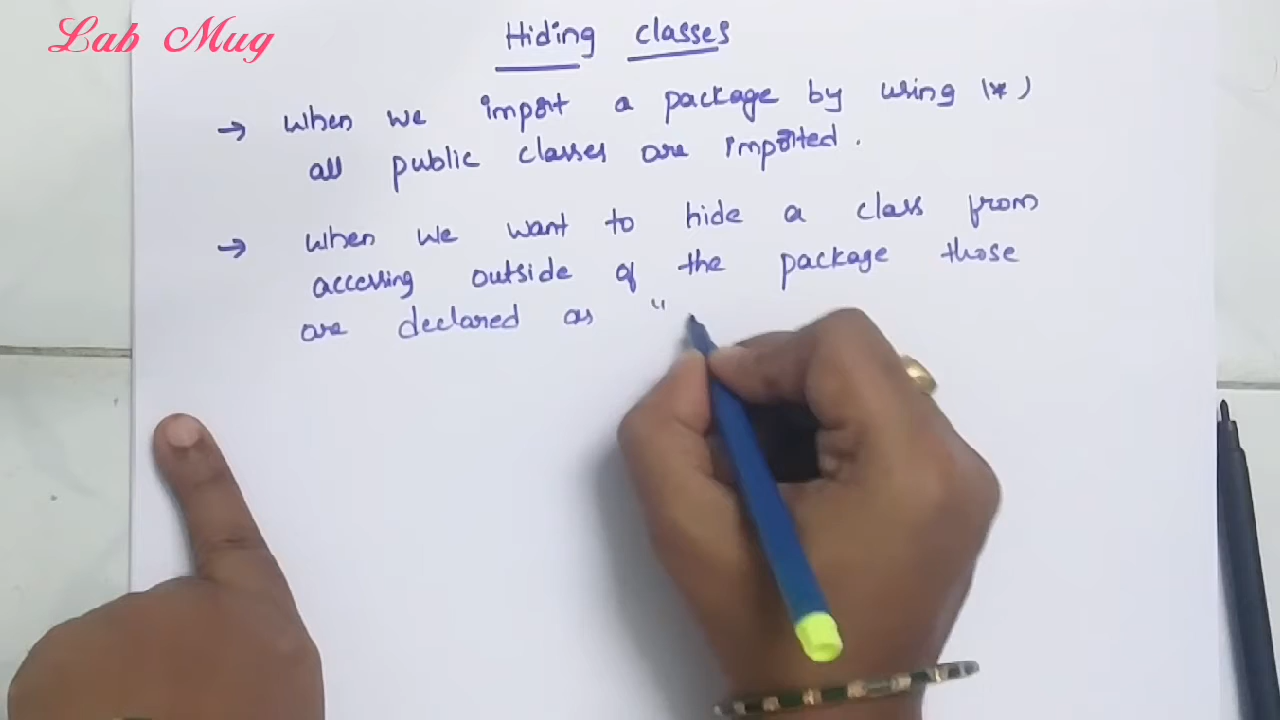 Lab Mug
Hiding classes
→ When we import a package by using (*)
all public classes are imported.
→ When we want to hide a class from
accessing outside of the package those
are declared as "